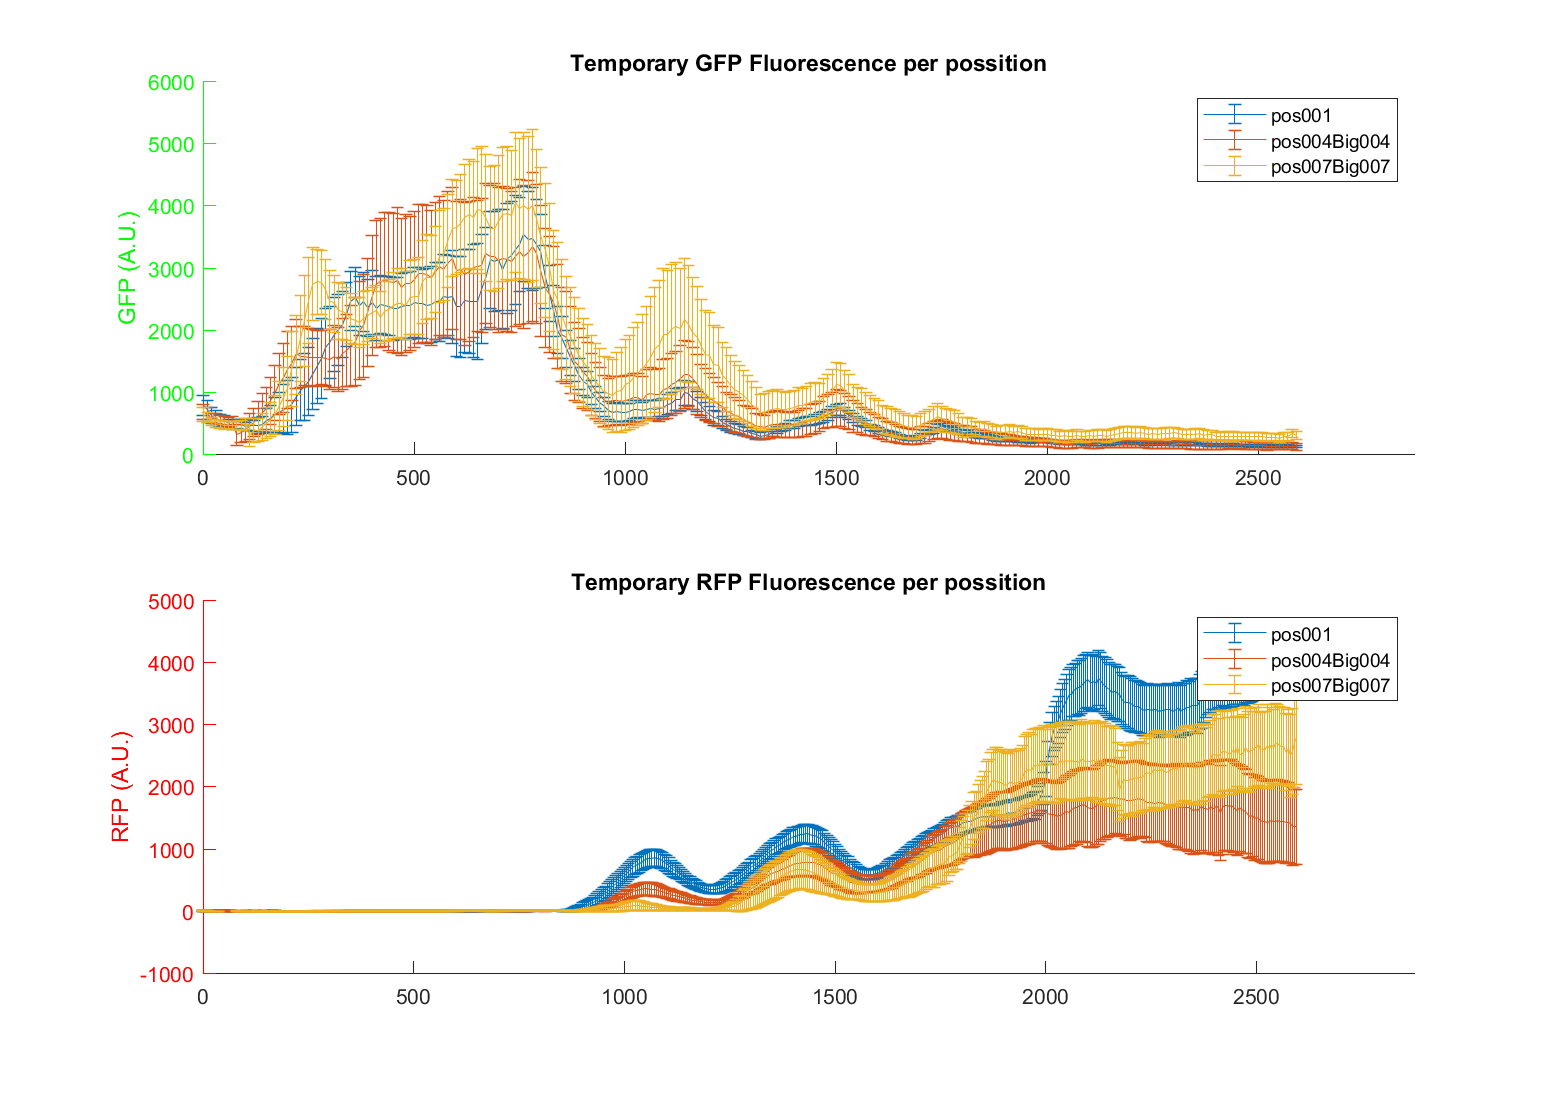 Temporary GFP Fluorescence per possition
6000
5000
4000
3000
2000
1000
0
GFP (A.U.)
pos001
pos004Big004
pos007Big007
0 500 1000 1500 2000 2500
Temporary RFP Fluorescence per possition
5000
4000
3000
2000
1000
0
-1000
RFP (A.U.)
pos001
pos004Big004
pos007Big007
0 500 1000 1500 2000 2500